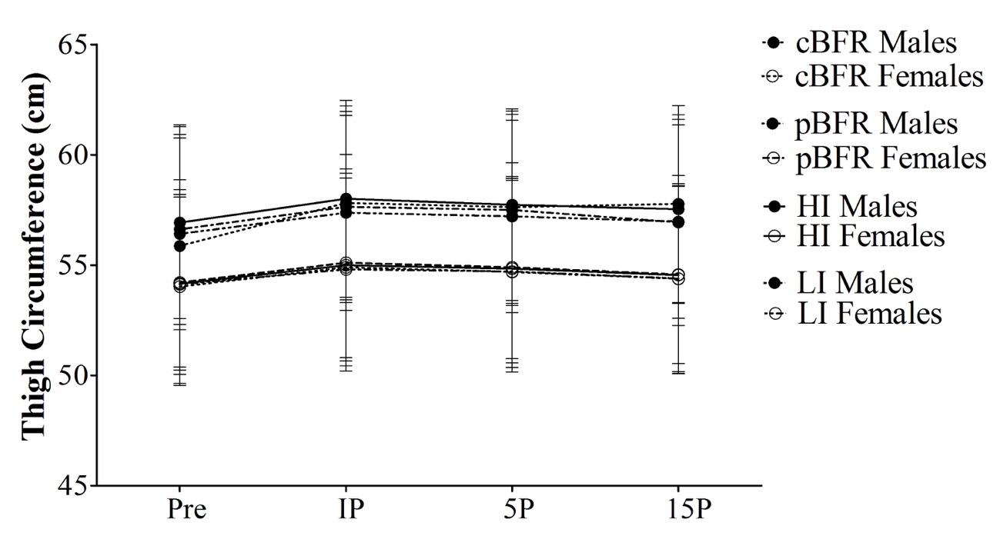 65
60
55
50
45
Thigh Circumference (cm)
Pre
IP
5P
15P
cBFR Males
cBFR Females
pBFR Males
pBFR Females
HI Males
HI Females
LI Males
LI Females